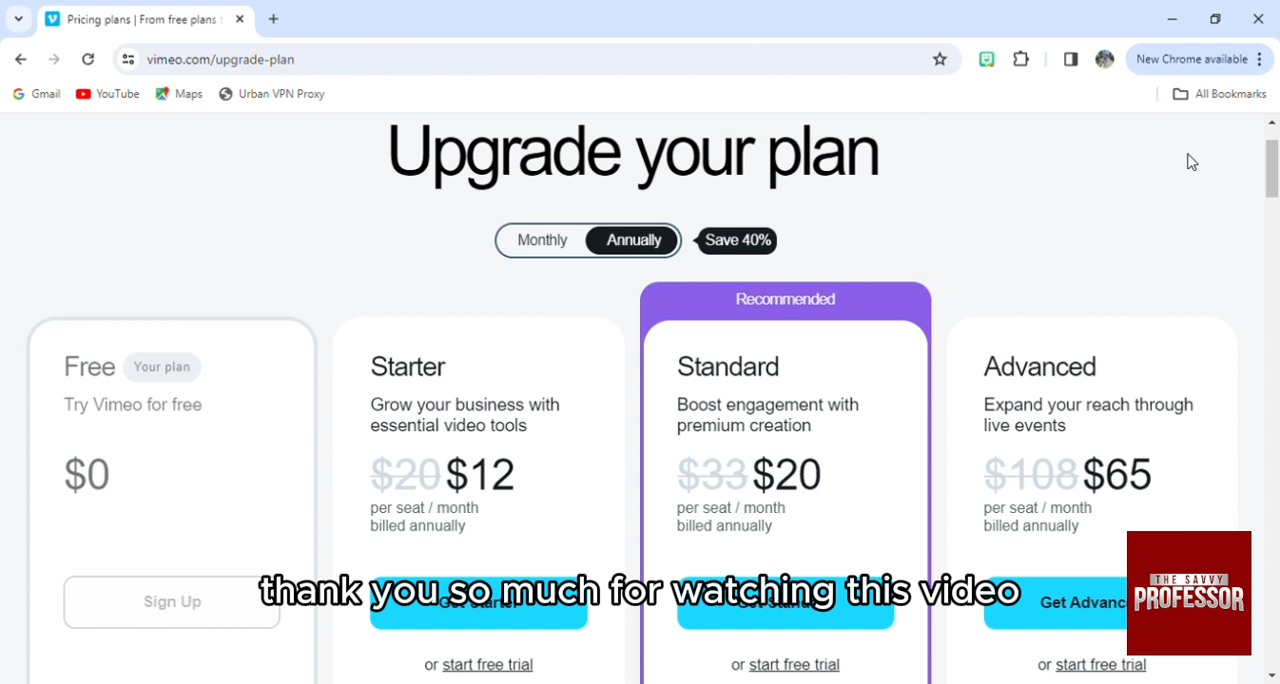 Pricing plans | From free plans
New Chrome available
vimeo.com/upgrade-plan
Gmail
YouTube
Maps
Urban VPN Proxy
All Bookmarks
Upgrade your plan
Monthly
Annually
Save 40%
Recommended
Free
Your plan
Try Vimeo for free
$0
Sign Up
Starter
Grow your business with
essential video tools
$20 $12
per seat / month
billed annually
or start free trial
Standard
Boost engagement with
premium creation
$33 $20
per seat / month
billed annually
or start free trial
Advanced
Expand your reach through
live events
$108 $65
per seat / month
billed annually
Get Advanc
or start free trial
thank you so much for watching this video
THE SAVVY
PROFESSOR